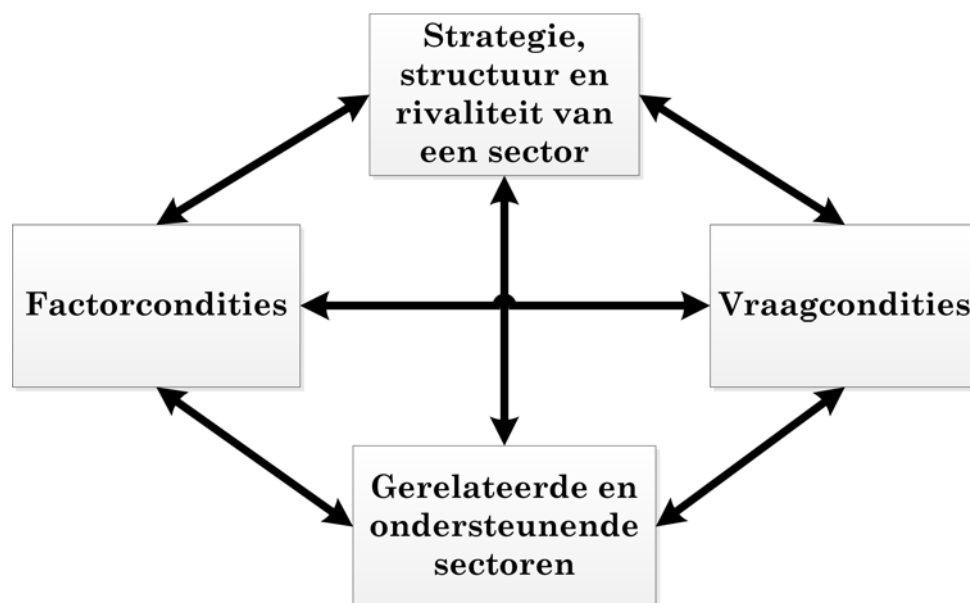 Strategie,
structuur en
rivaliteit van
een sector
Factorcondities
Vraagcondities
Gerelateerde en
ondersteunende
sectoren